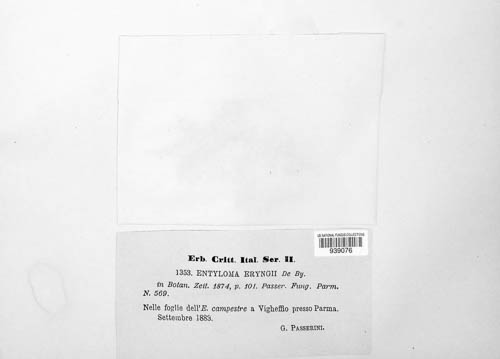 US NATIONAL FUNGUS COLLECTIONS
939076
Erb. Critt. Ital. Ser. II.
1353. ENTYLOMA ERYNGII De By.
in Botan. Zeit. 1874, p. 101. Passer. Fung. Parm.
N. 569.
Nelle foglie dell'E. campestre a Vigheffio presso Parma.
Settembre 1883.
G. PASSERINI.